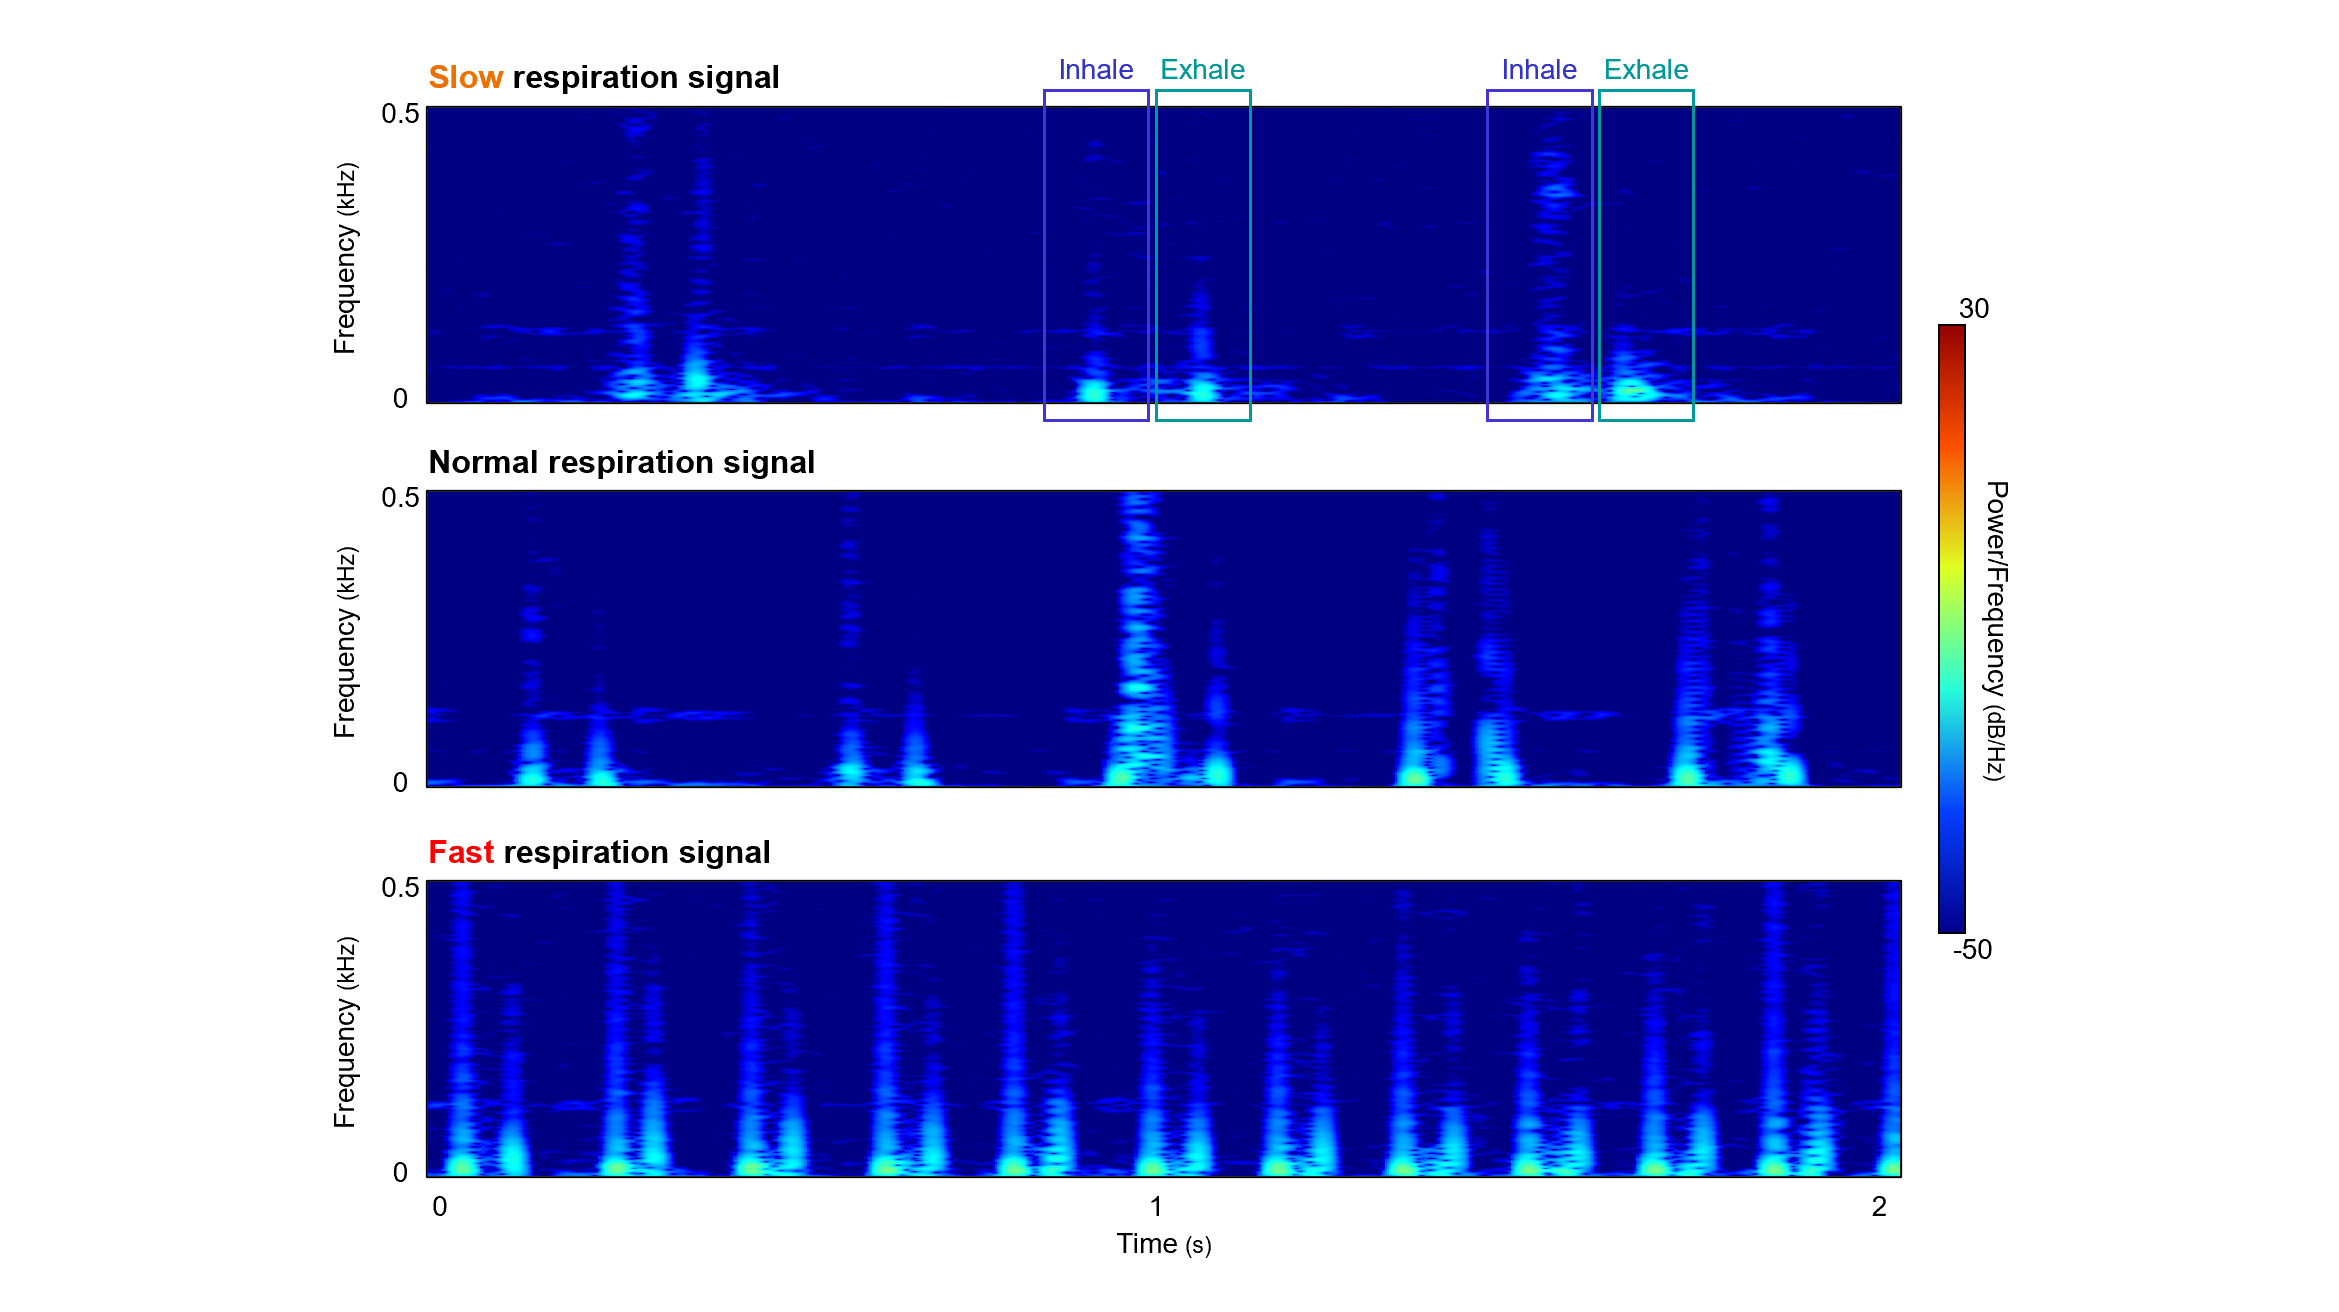 Inhale Exhale Inhale Exhale
Slow respiration signal
0.5
Frequency (kHz)
0
Normal respiration signal
0.5
Frequency (kHz)
0
Fast respiration signal
0.5
Frequency (kHz)
0
0 1 2
Time (s)
30
Power/Frequency (dB/Hz)
-50